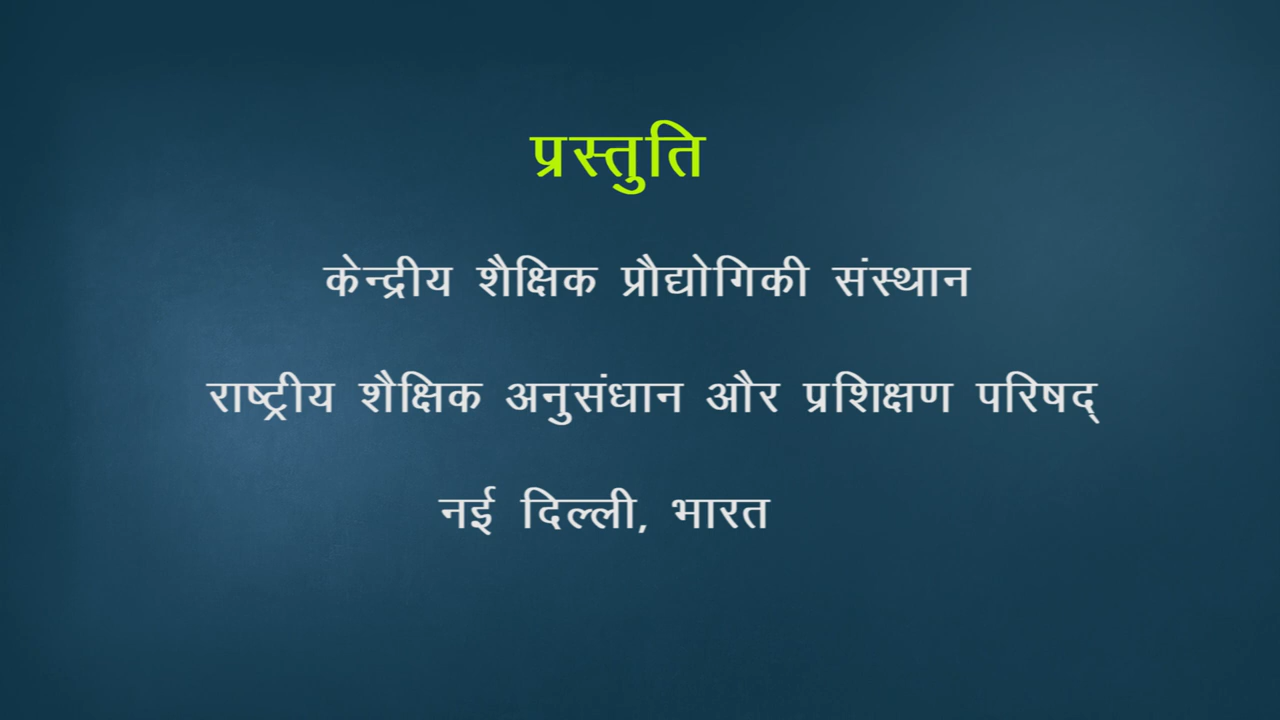 प्रस्तुति
केन्द्रीय शैक्षिक प्रौद्योगिकी संस्थान
राष्ट्रीय शैक्षिक अनुसंधान और प्रशिक्षण परिषद्
नई दिल्ली, भारत